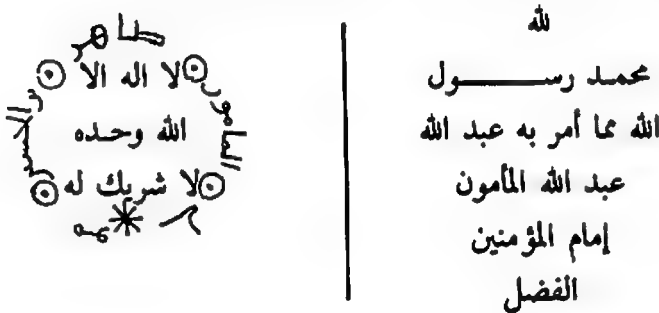 لله
محمد رســـــــول
الله مما أمر به عبد الله
عبد الله المأمون
إمام المؤمنين
الفضل
لا اله الا
الله وحده
لا شريك له